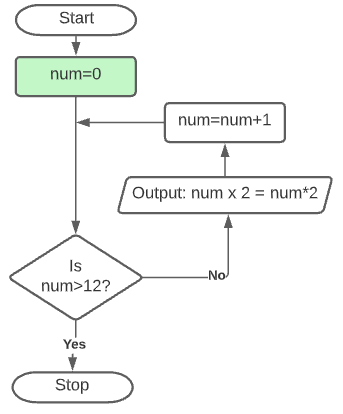 Start
num=0
num=num+1
Output: num x 2 = num*2
Is
num>12?
No
Yes
Stop